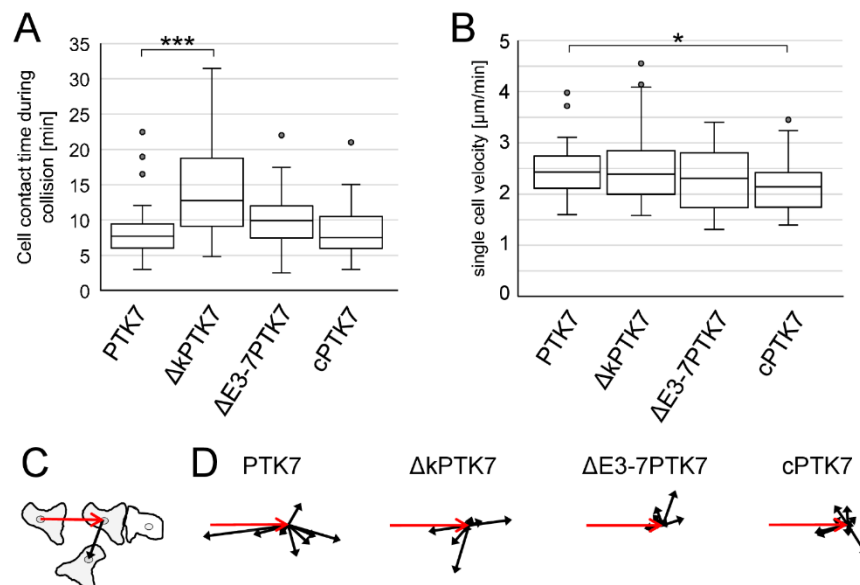 A
Cell contact time during
collision [min]
***
35
30
25
20
15
10
5
0
PTK7
ΔkPTK7
ΔE3-7PTK7
cPTK7
B
single cell velocity [µm/min]
*
5
4
3
2
1
0
PTK7
ΔkPTK7
ΔE3-7PTK7
cPTK7
C
D
PTK7
ΔkPTK7
ΔE3-7PTK7
cPTK7